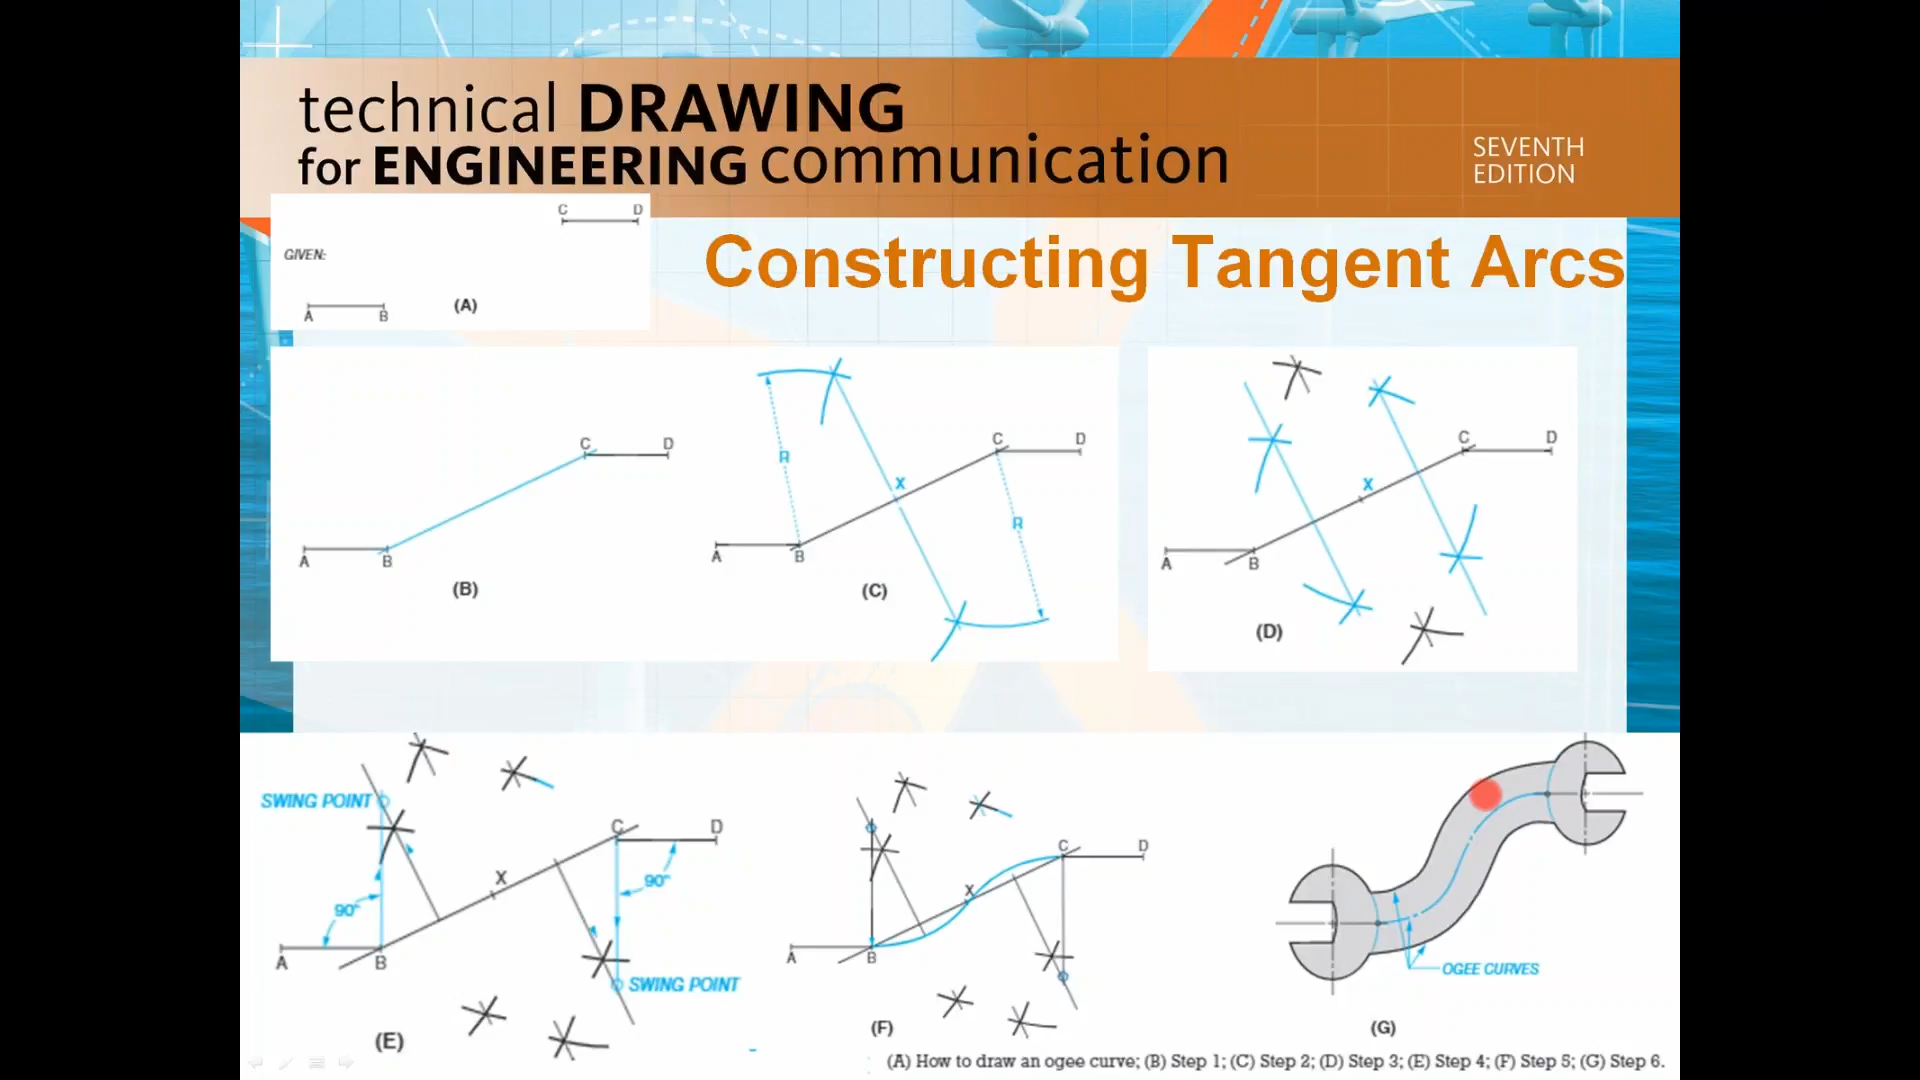 technical DRAWING
for ENGINEERING communication
SEVENTH
EDITION
Constructing Tangent Arcs
C D
GIVEN:
A B
(A)
C D
A B
(B)
R
X
C D
A B
R
(C)
C D
X
A B
(D)
SWING POINT
C D
X
90°
90°
A B
SWING POINT
(E)
C D
X
A B
(F)
OGEE CURVES
(G)
(A) How to draw an ogee curve; (B) Step 1; (C) Step 2; (D) Step 3; (E) Step 4; (F) Step 5; (G) Step 6.